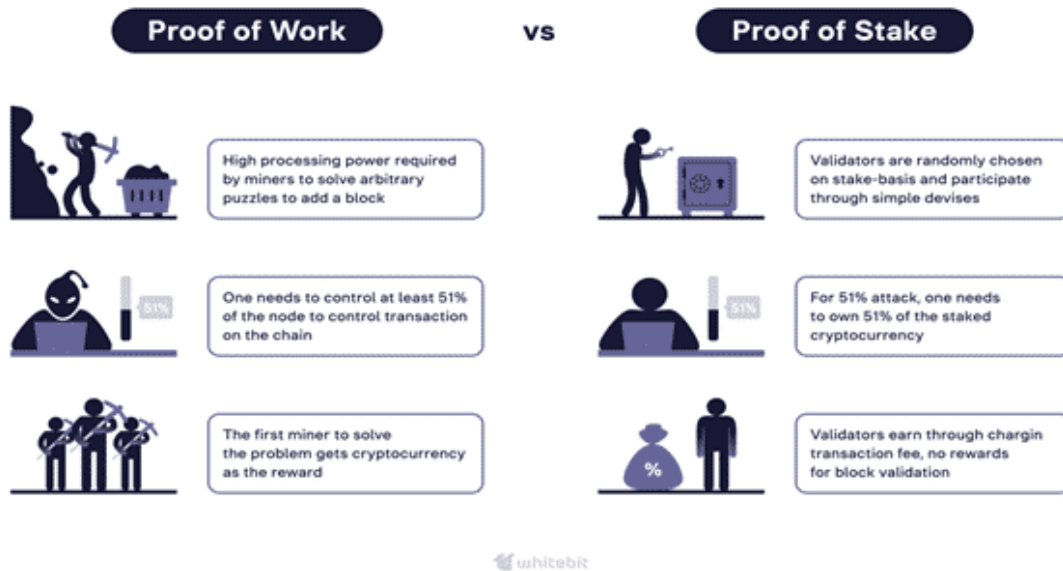 Proof of Work
vs
Proof of Stake
High processing power required
by miners to solve arbitrary
puzzles to add a block
Validators are randomly chosen
on stake-basis and participate
through simple devises
51%
One needs to control at least 51%
of the node to control transaction
on the chain
51%
For 51% attack, one needs
to own 51% of the staked
cryptocurrency
The first miner to solve
the problem gets cryptocurrency
as the reward
%
Validators earn through chargin
transaction fee, no rewards
for block validation
whitebit